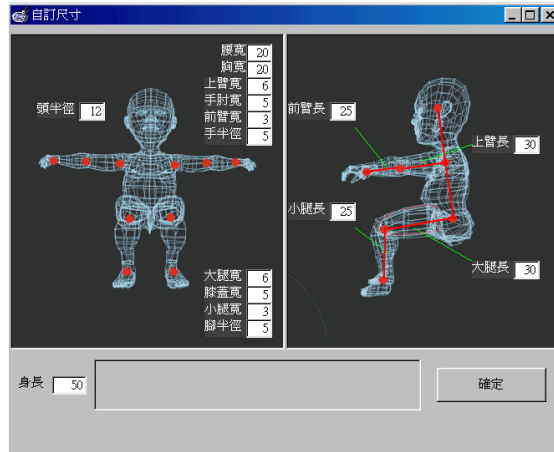 自訂尺寸
腰寬 20
胸寬 20
上臂寬 6
手肘寬 5
前臂寬 3
手半徑 5
頭半徑 12
大腿寬 6
膝蓋寬 5
小腿寬 3
腳半徑 5
前臂長 25
上臂長 30
小腿長 25
大腿長 30
身長 50
確定